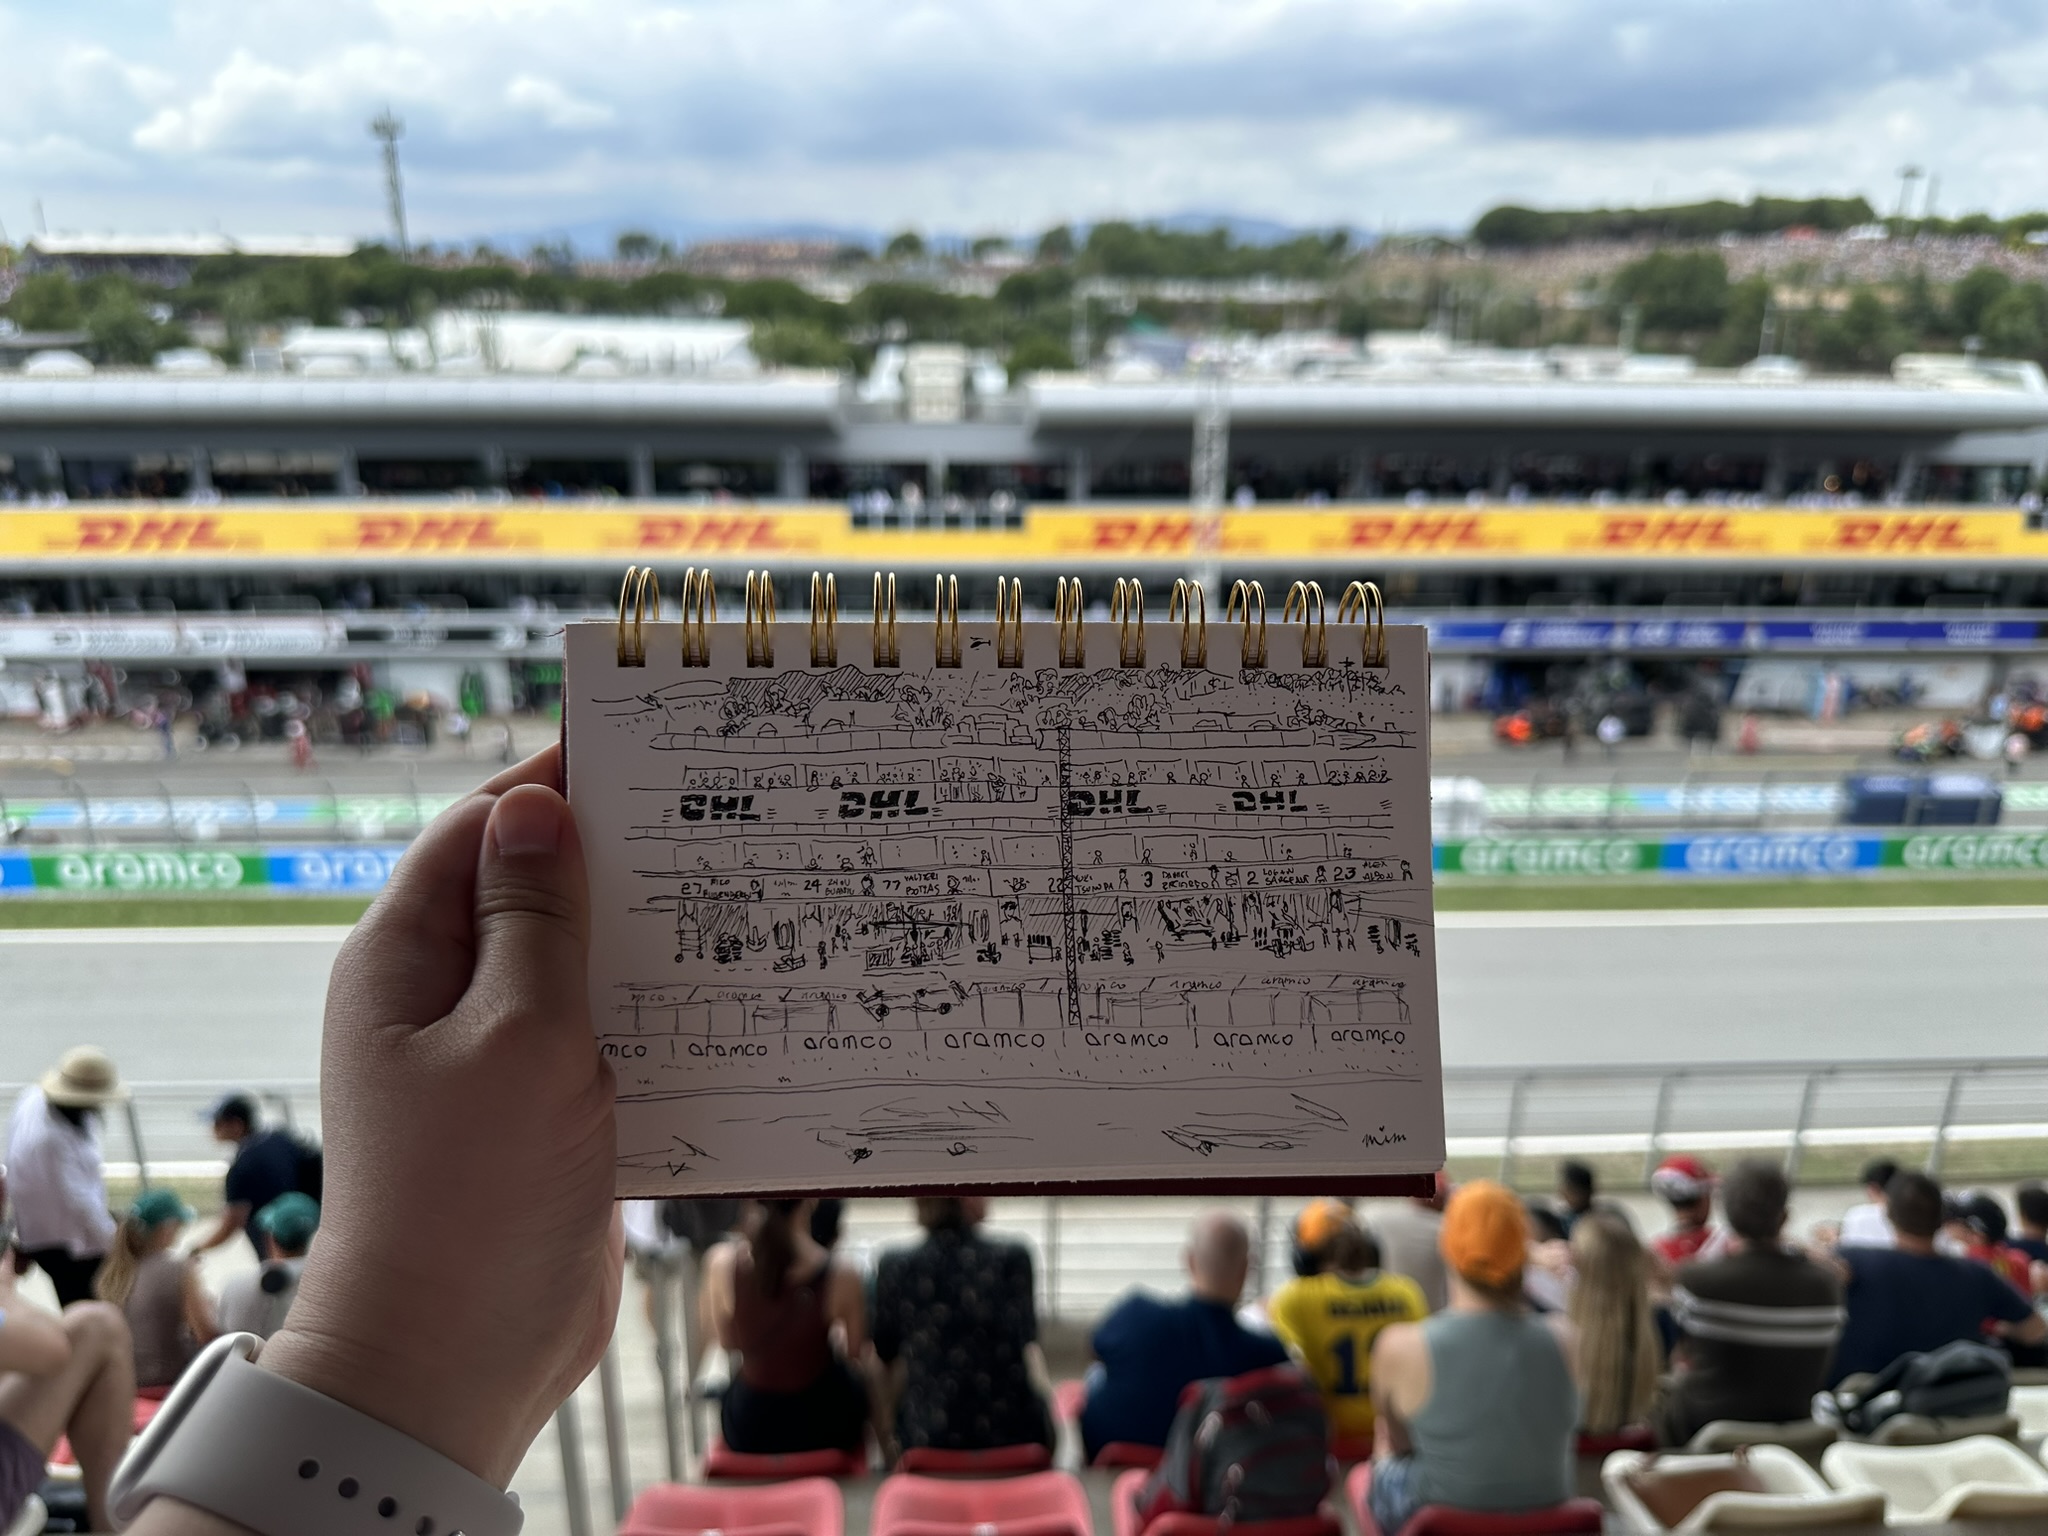 DHL DHL DHL DHL DHL DHL DHL
DHL DHL DHL DHL
27 NICO 24 ZHOU 77 VALTTERI 22 YUKI 3 DANIEL 2 LOGAN 23 ALEX
GUANYU BOTTAS TSUNODA RICCIARDO SARGEANT ALBON
aramco aramco aramco aramco aramco aramco
aramco aramco aramco aramco aramco
mco aramco aramco aramco aramco aramco aramco
mim